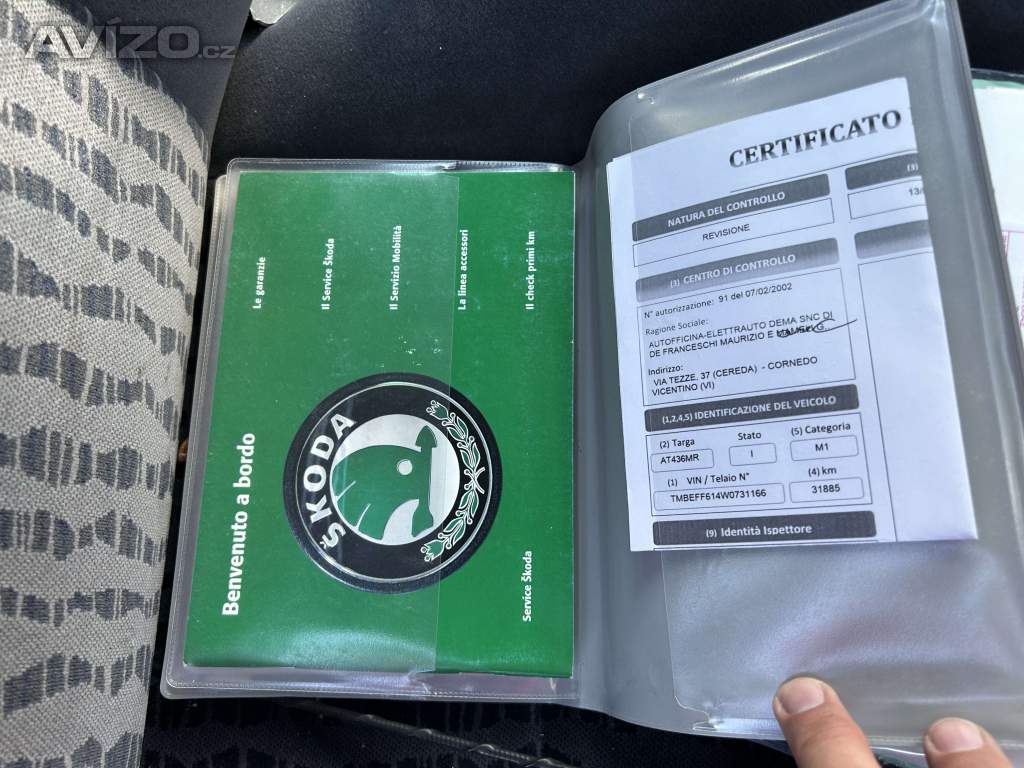 AVÍZO.cz
Benvenuto a bordo
Le garanzie
Il Service Škoda
Il Servizio Mobilità
La linea accessori
Il check primi km
ŠKODA
Service Škoda
CERTIFICATO
NATURA DEL CONTROLLO
(3)
REVISIONE
13/
(3) CENTRO DI CONTROLLO
N° autorizzazione: 91 del 07/02/2002
Ragione Sociale:
AUTOFFICINA-ELETTRAUTO DEMA SNC DI
DE FRANCESCHI MAURIZIO E
Indirizzo:
VIA TEZZE, 37 (CEREDA) - CORNEDO
VICENTINO (VI)
(1,2,4,5) IDENTIFICAZIONE DEL VEICOLO
(2) Targa Stato (5) Categoria
AT436MR I M1
(1) VIN / Telaio N° (4) km
TMBEFF614W0731166 31885
(9) Identità Ispettore